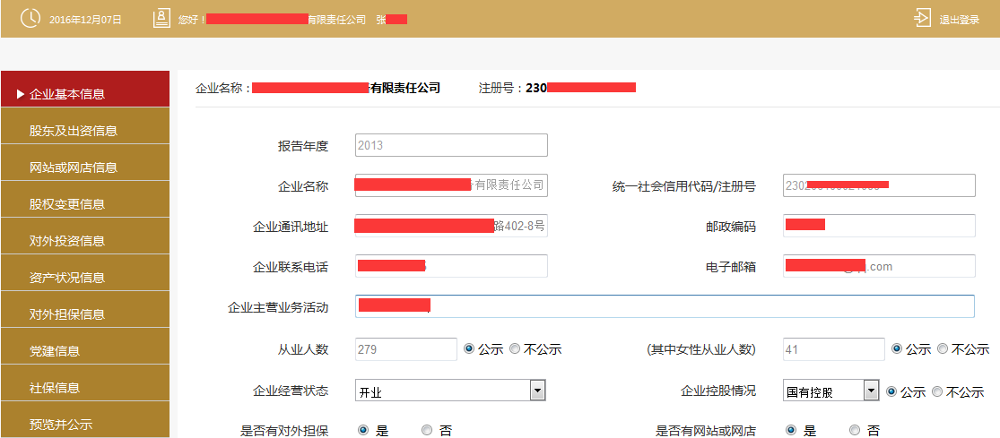 2016年12月07日 您好! 有限责任公司 张 退出登录
企业基本信息
股东及出资信息
网站或网店信息
股权变更信息
对外投资信息
资产状况信息
对外担保信息
党建信息
社保信息
预览并公示
企业名称: 有限责任公司 注册号:230
报告年度 2013
企业名称 有限责任公司 统一社会信用代码/注册号 230
企业通讯地址 路402-8号 邮政编码
企业联系电话 电子邮箱 .com
企业主营业务活动
从业人数 279 公示 不公示 (其中女性从业人数) 41 公示 不公示
企业经营状态 开业 企业控股情况 国有控股 公示 不公示
是否有对外担保 是 否 是否有网站或网店 是 否